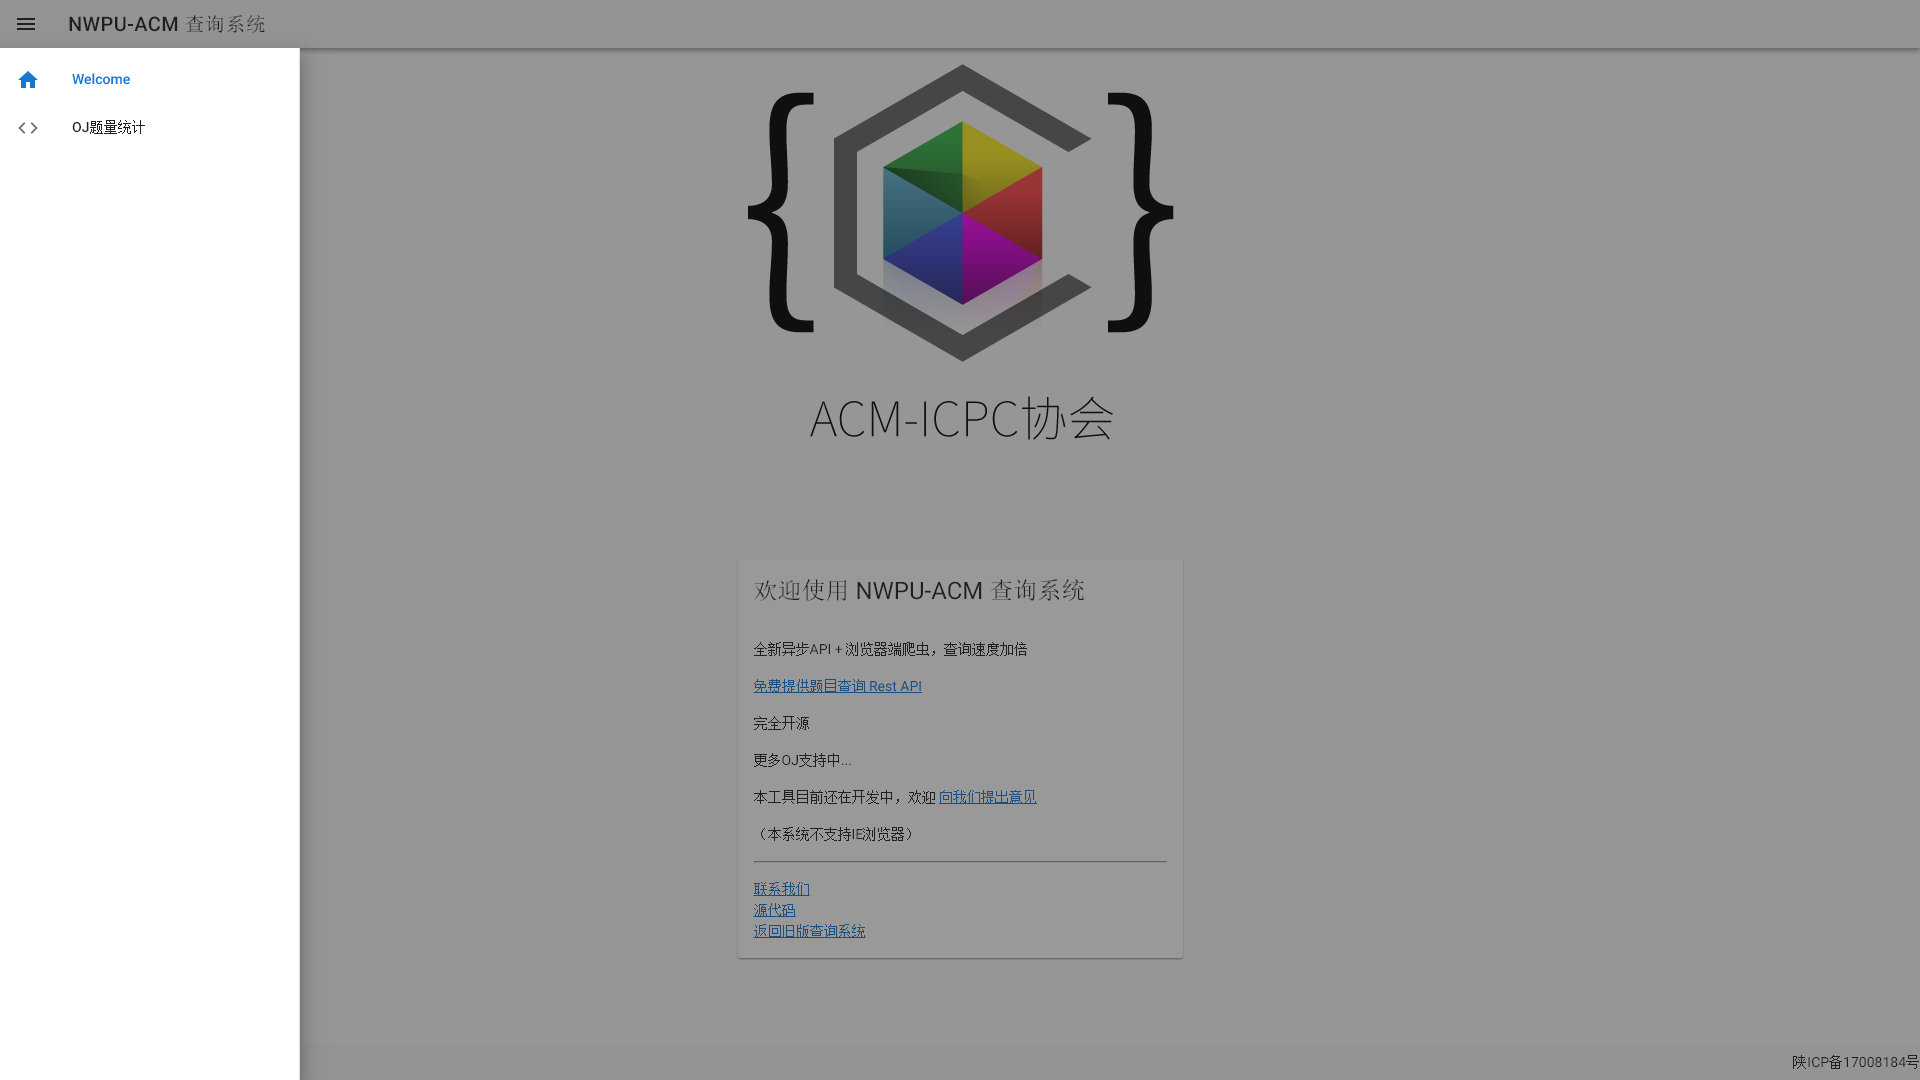 NWPU-ACM 查询系统
Welcome
OJ题量统计
ACM-ICPC协会
欢迎使用 NWPU-ACM 查询系统
全新异步API + 浏览器端爬虫，查询速度加倍
免费提供题目查询 Rest API
完全开源
更多OJ支持中...
本工具目前还在开发中，欢迎 向我们提出意见
（本系统不支持IE浏览器）
联系我们
源代码
返回旧版查询系统
陕ICP备17008184号